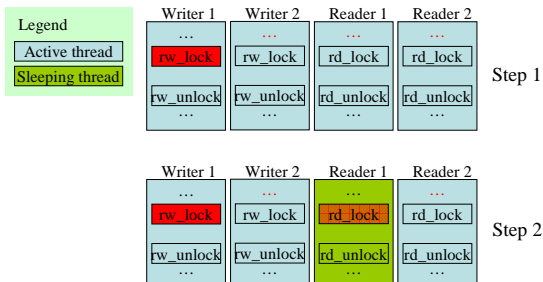 Legend
Active thread
Sleeping thread
Writer 1 Writer 2 Reader 1 Reader 2
... ... ... ...
rw_lock rw_lock rd_lock rd_lock
rw_unlock rw_unlock rd_unlock rd_unlock
... ... ... ...
Step 1
Writer 1 Writer 2 Reader 1 Reader 2
... ... ... ...
rw_lock rw_lock rd_lock rd_lock
rw_unlock rw_unlock rd_unlock rd_unlock
... ... ... ...
Step 2